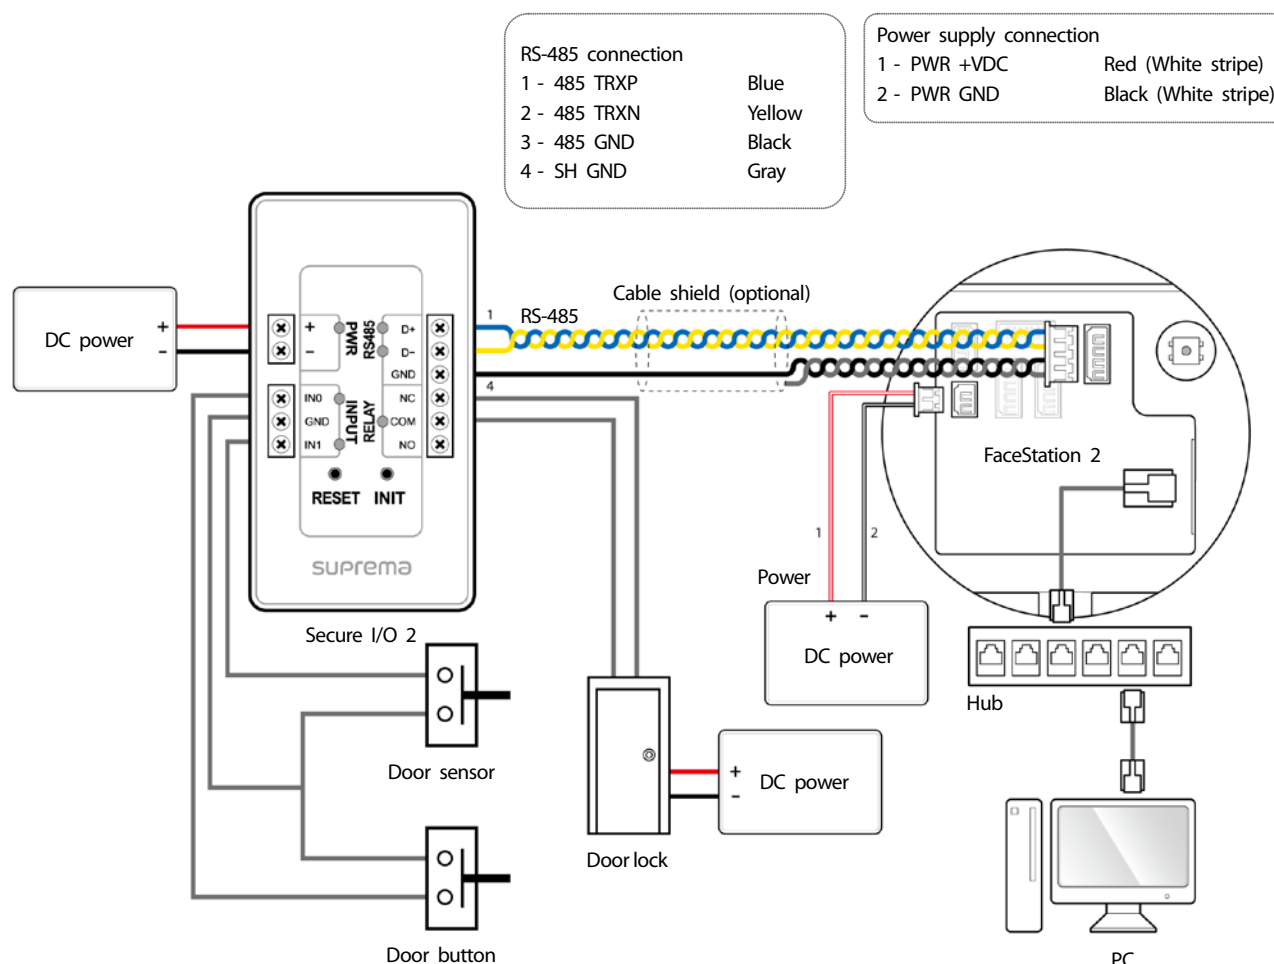 RS-485 connection
1 - 485 TRXP Blue
2 - 485 TRXN Yellow
3 - 485 GND Black
4 - SH GND Gray
Power supply connection
1 - PWR +VDC Red (White stripe)
2 - PWR GND Black (White stripe)
DC power
+
−
+
−
PWR
RS485
D+
D−
GND
IN0
GND
IN1
INPUT
RELAY
NC
COM
NO
RESET INIT
suprema
Secure I/O 2
1
4
RS-485
Cable shield (optional)
FaceStation 2
1
2
Power
+ −
DC power
Hub
Door sensor
Door button
Door lock
+
−
DC power
PC